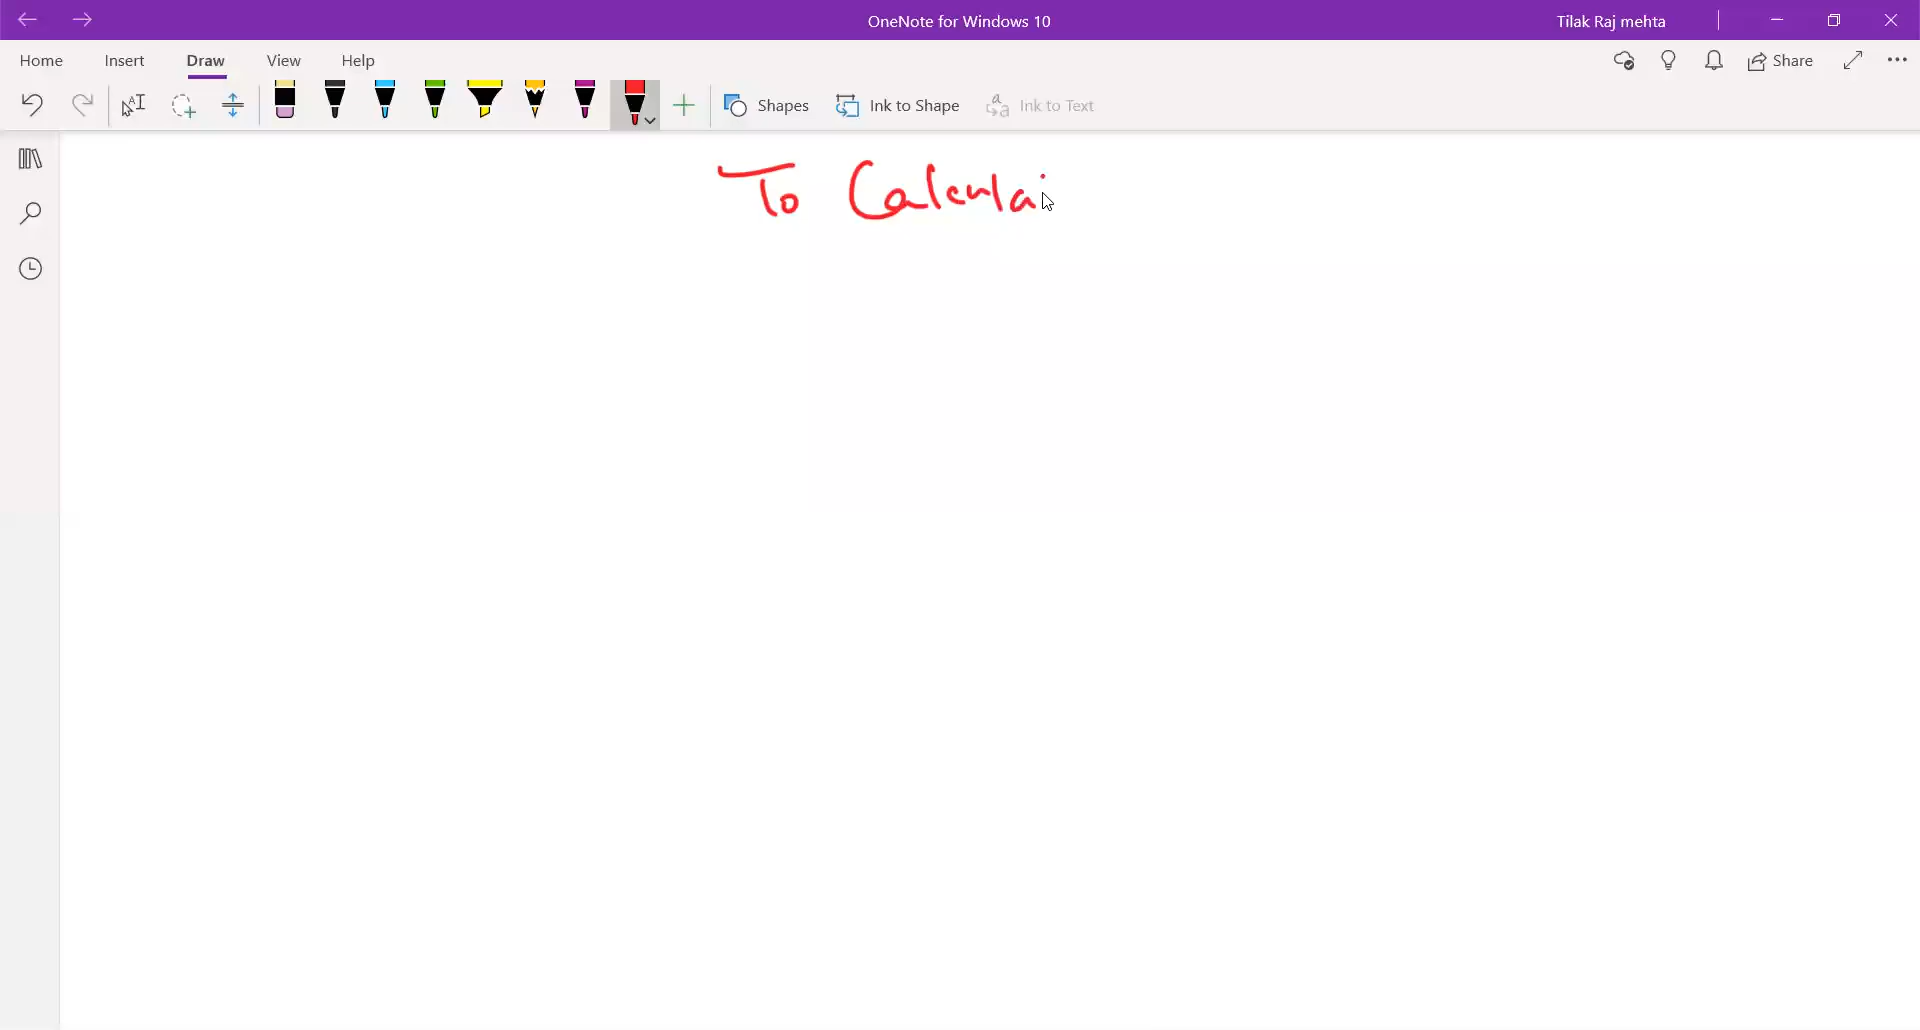 OneNote for Windows 10
Tilak Raj mehta
Home Insert Draw View Help
Share
Shapes Ink to Shape Ink to Text
To Calcula